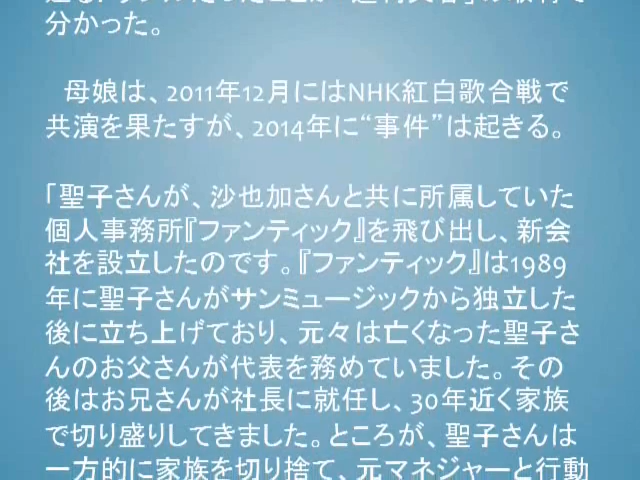 分かった。
母娘は、2011年12月にはNHK紅白歌合戦で
共演を果たすが、2014年に“事件”は起きる。
「聖子さんが、沙也加さんと共に所属していた
個人事務所『ファンティック』を飛び出し、新会
社を設立したのです。『ファンティック』は1989
年に聖子さんがサンミュージックから独立した
後に立ち上げており、元々は亡くなった聖子さ
んのお父さんが代表を務めていました。その
後はお兄さんが社長に就任し、30年近く家族
で切り盛りしてきました。ところが、聖子さんは
一方的に家族を切り捨て、元マネジャーと行動